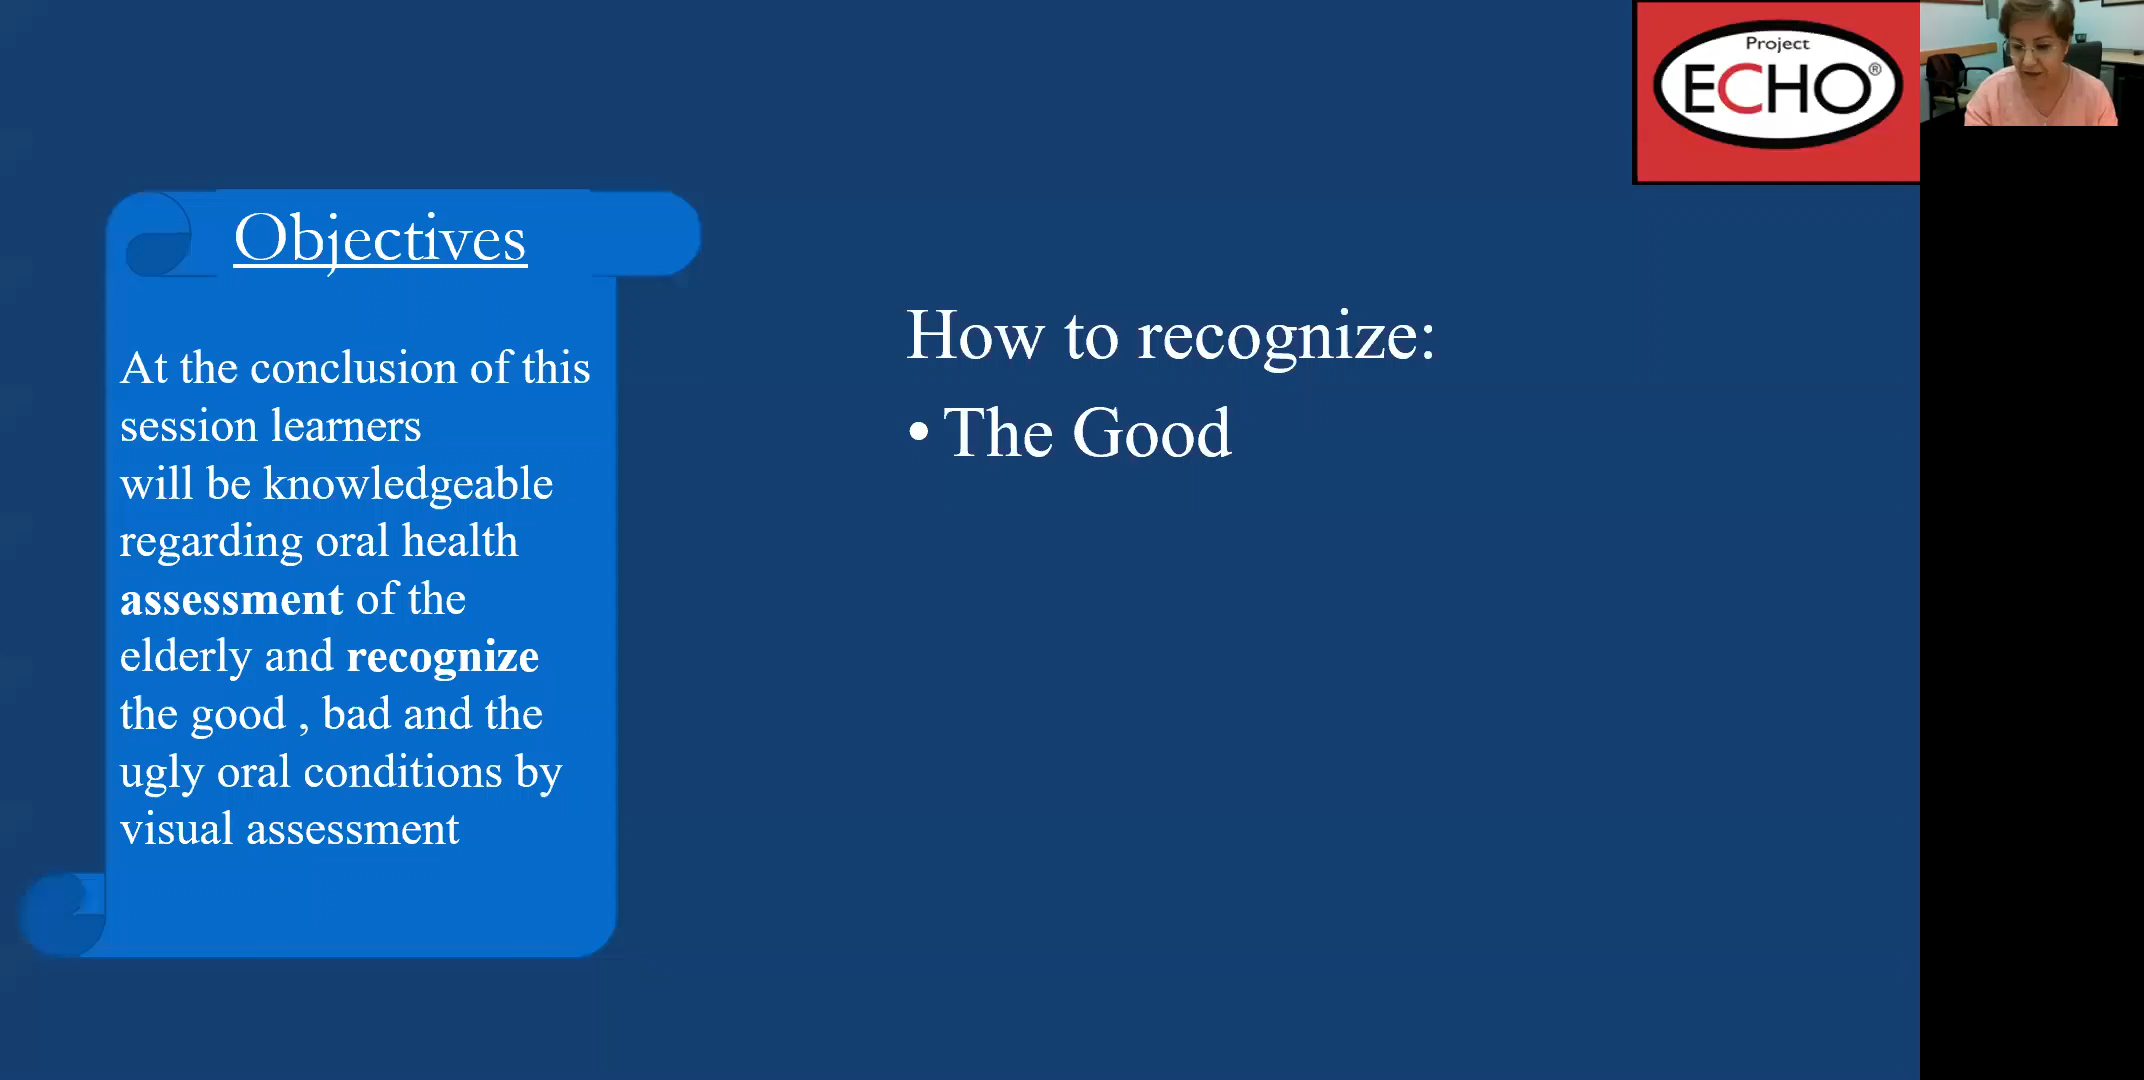 Project
ECHO®
Objectives
At the conclusion of this
session learners
will be knowledgeable
regarding oral health
assessment of the
elderly and recognize
the good , bad and the
ugly oral conditions by
visual assessment
How to recognize:
• The Good